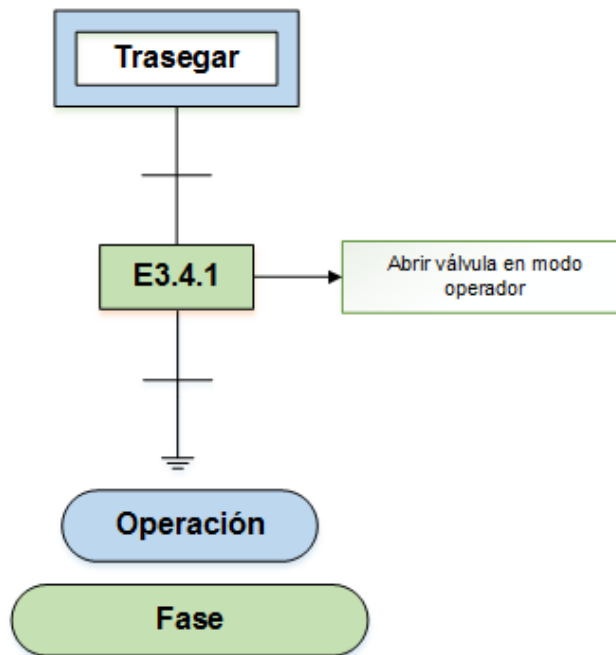 Trasegar
E3.4.1
Abrir válvula en modo
operador
Operación
Fase